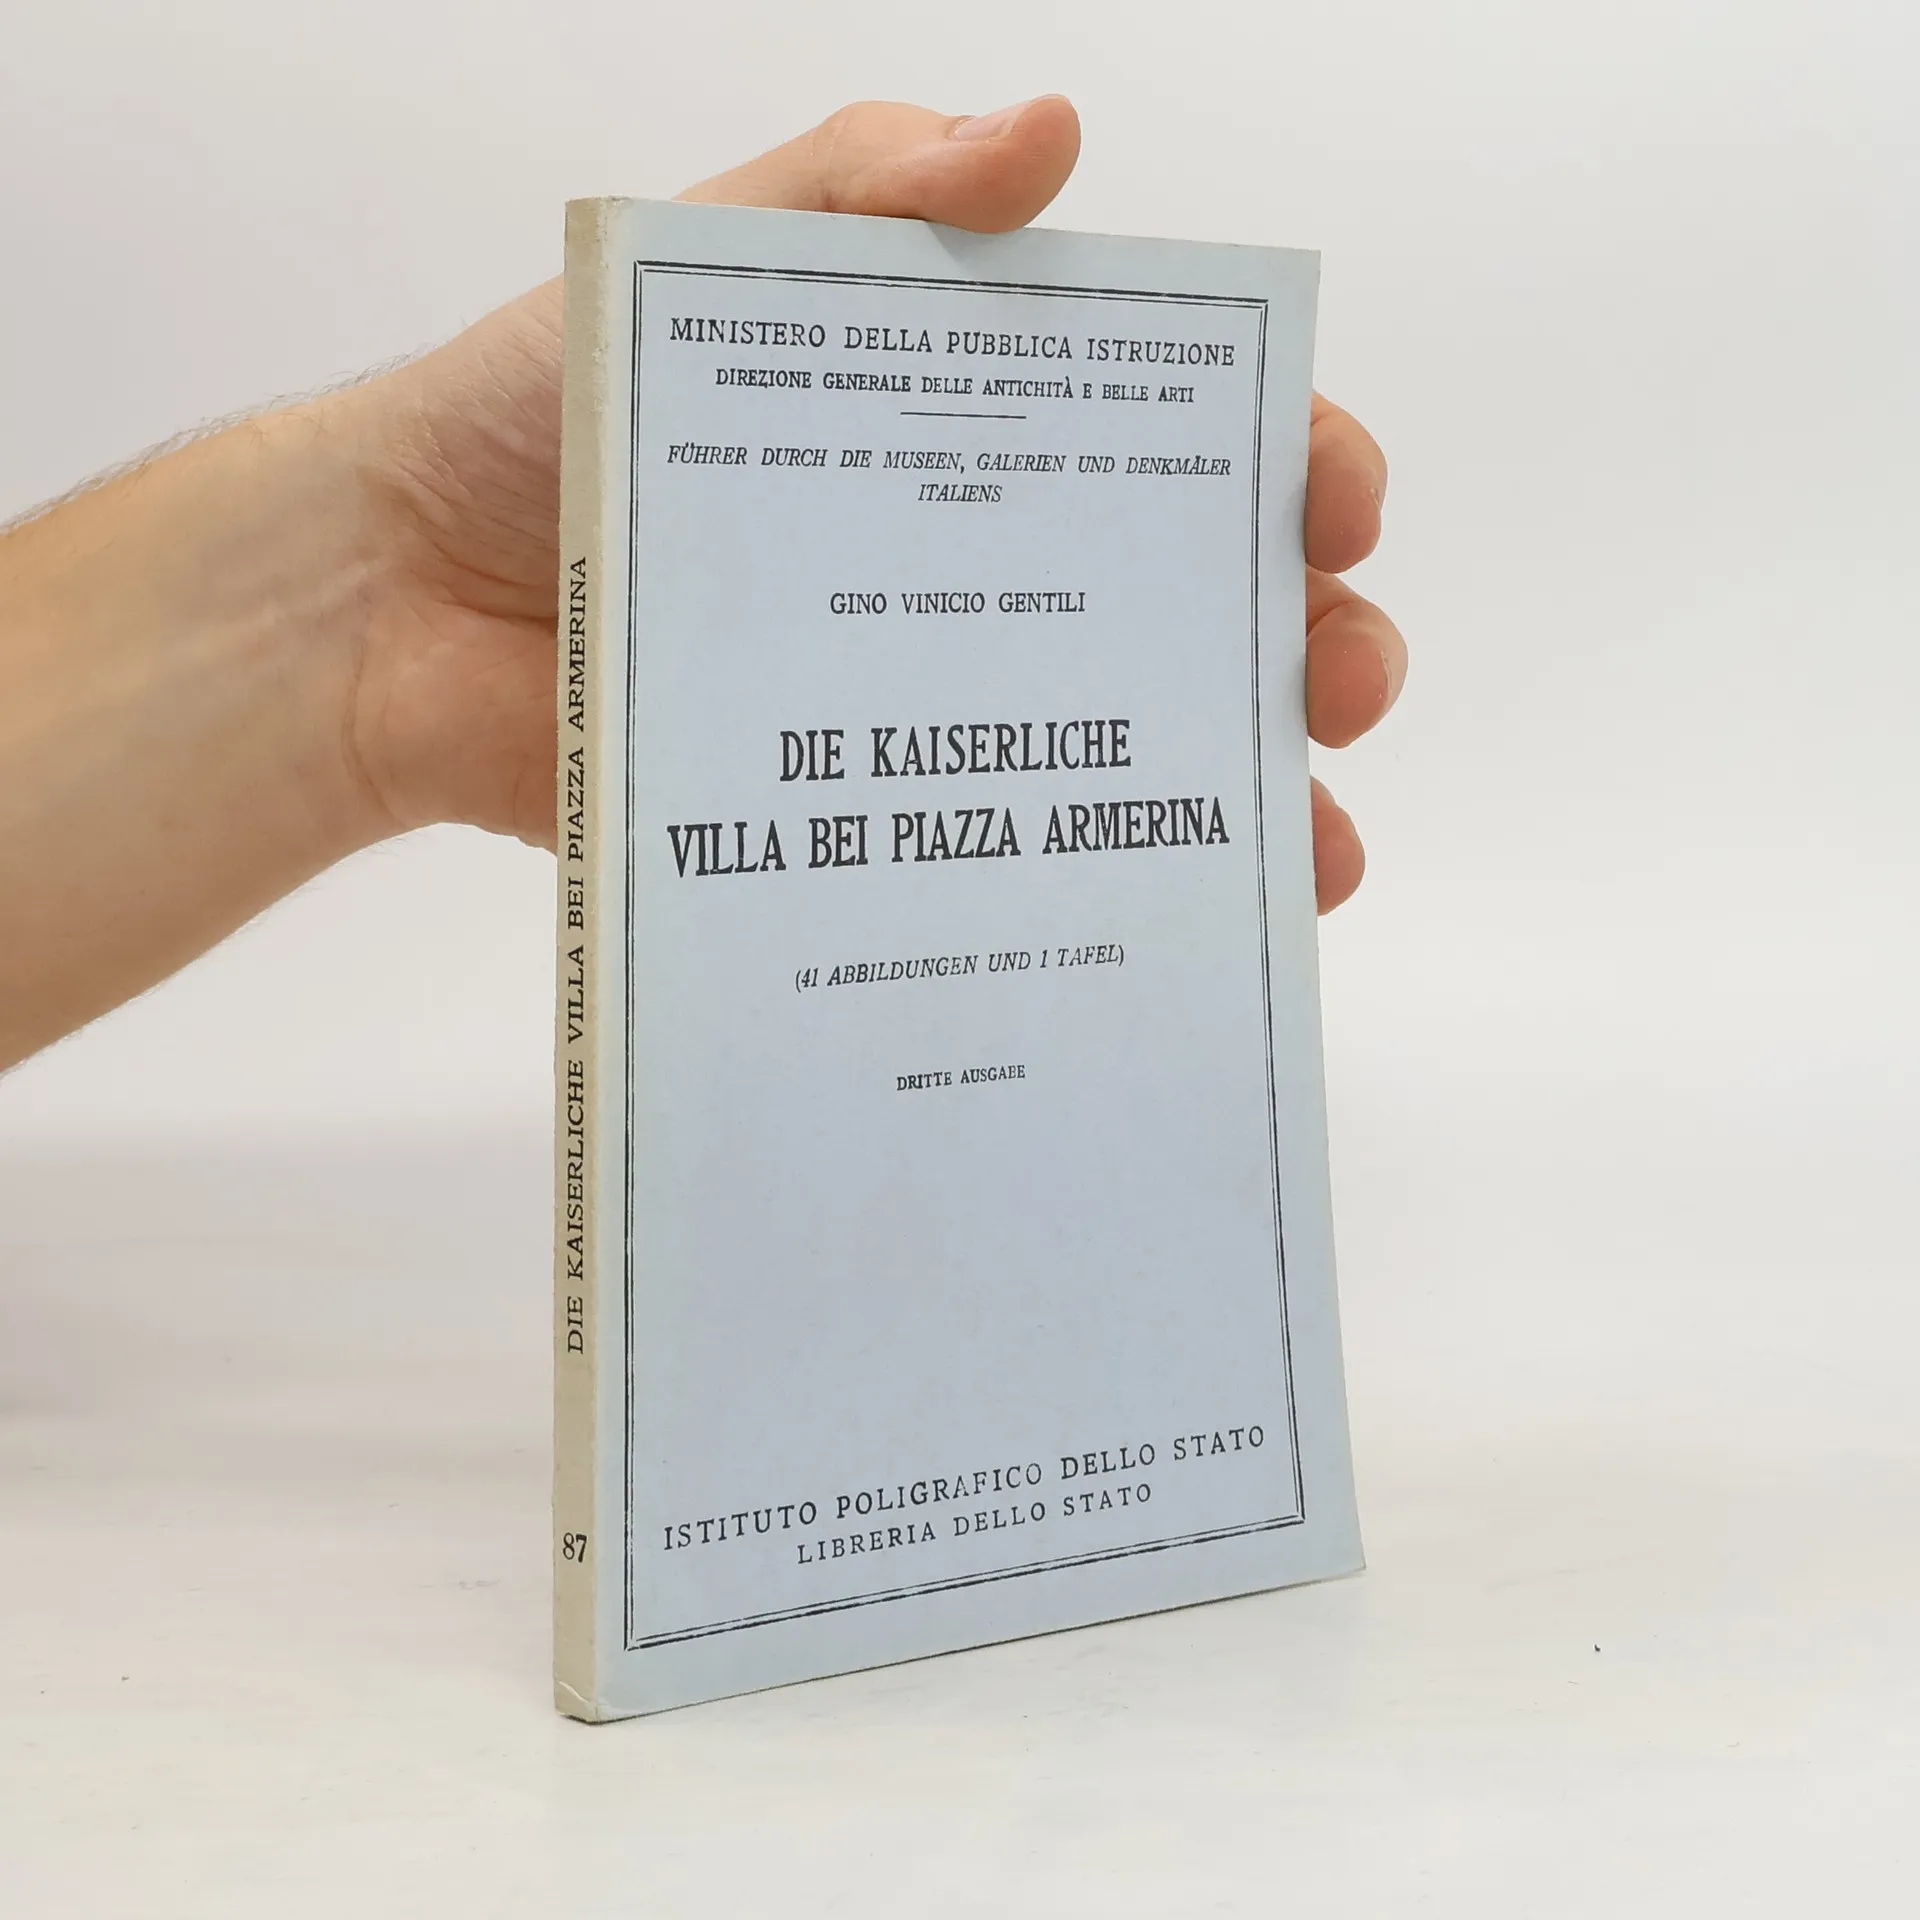 MINISTERO DELLA PUBBLICA ISTRUZIONE
DIREZIONE GENERALE DELLE ANTICHITÀ E BELLE ARTI
FÜHRER DURCH DIE MUSEEN, GALERIEN UND DENKMÄLER
ITALIENS
GINO VINICIO GENTILI
DIE KAISERLICHE
VILLA BEI PIAZZA ARMERINA
(41 ABBILDUNGEN UND 1 TAFEL)
DRITTE AUSGABE
ISTITUTO POLIGRAFICO DELLO STATO
LIBRERIA DELLO STATO
DIE KAISERLICHE VILLA BEI PIAZZA ARMERINA
87